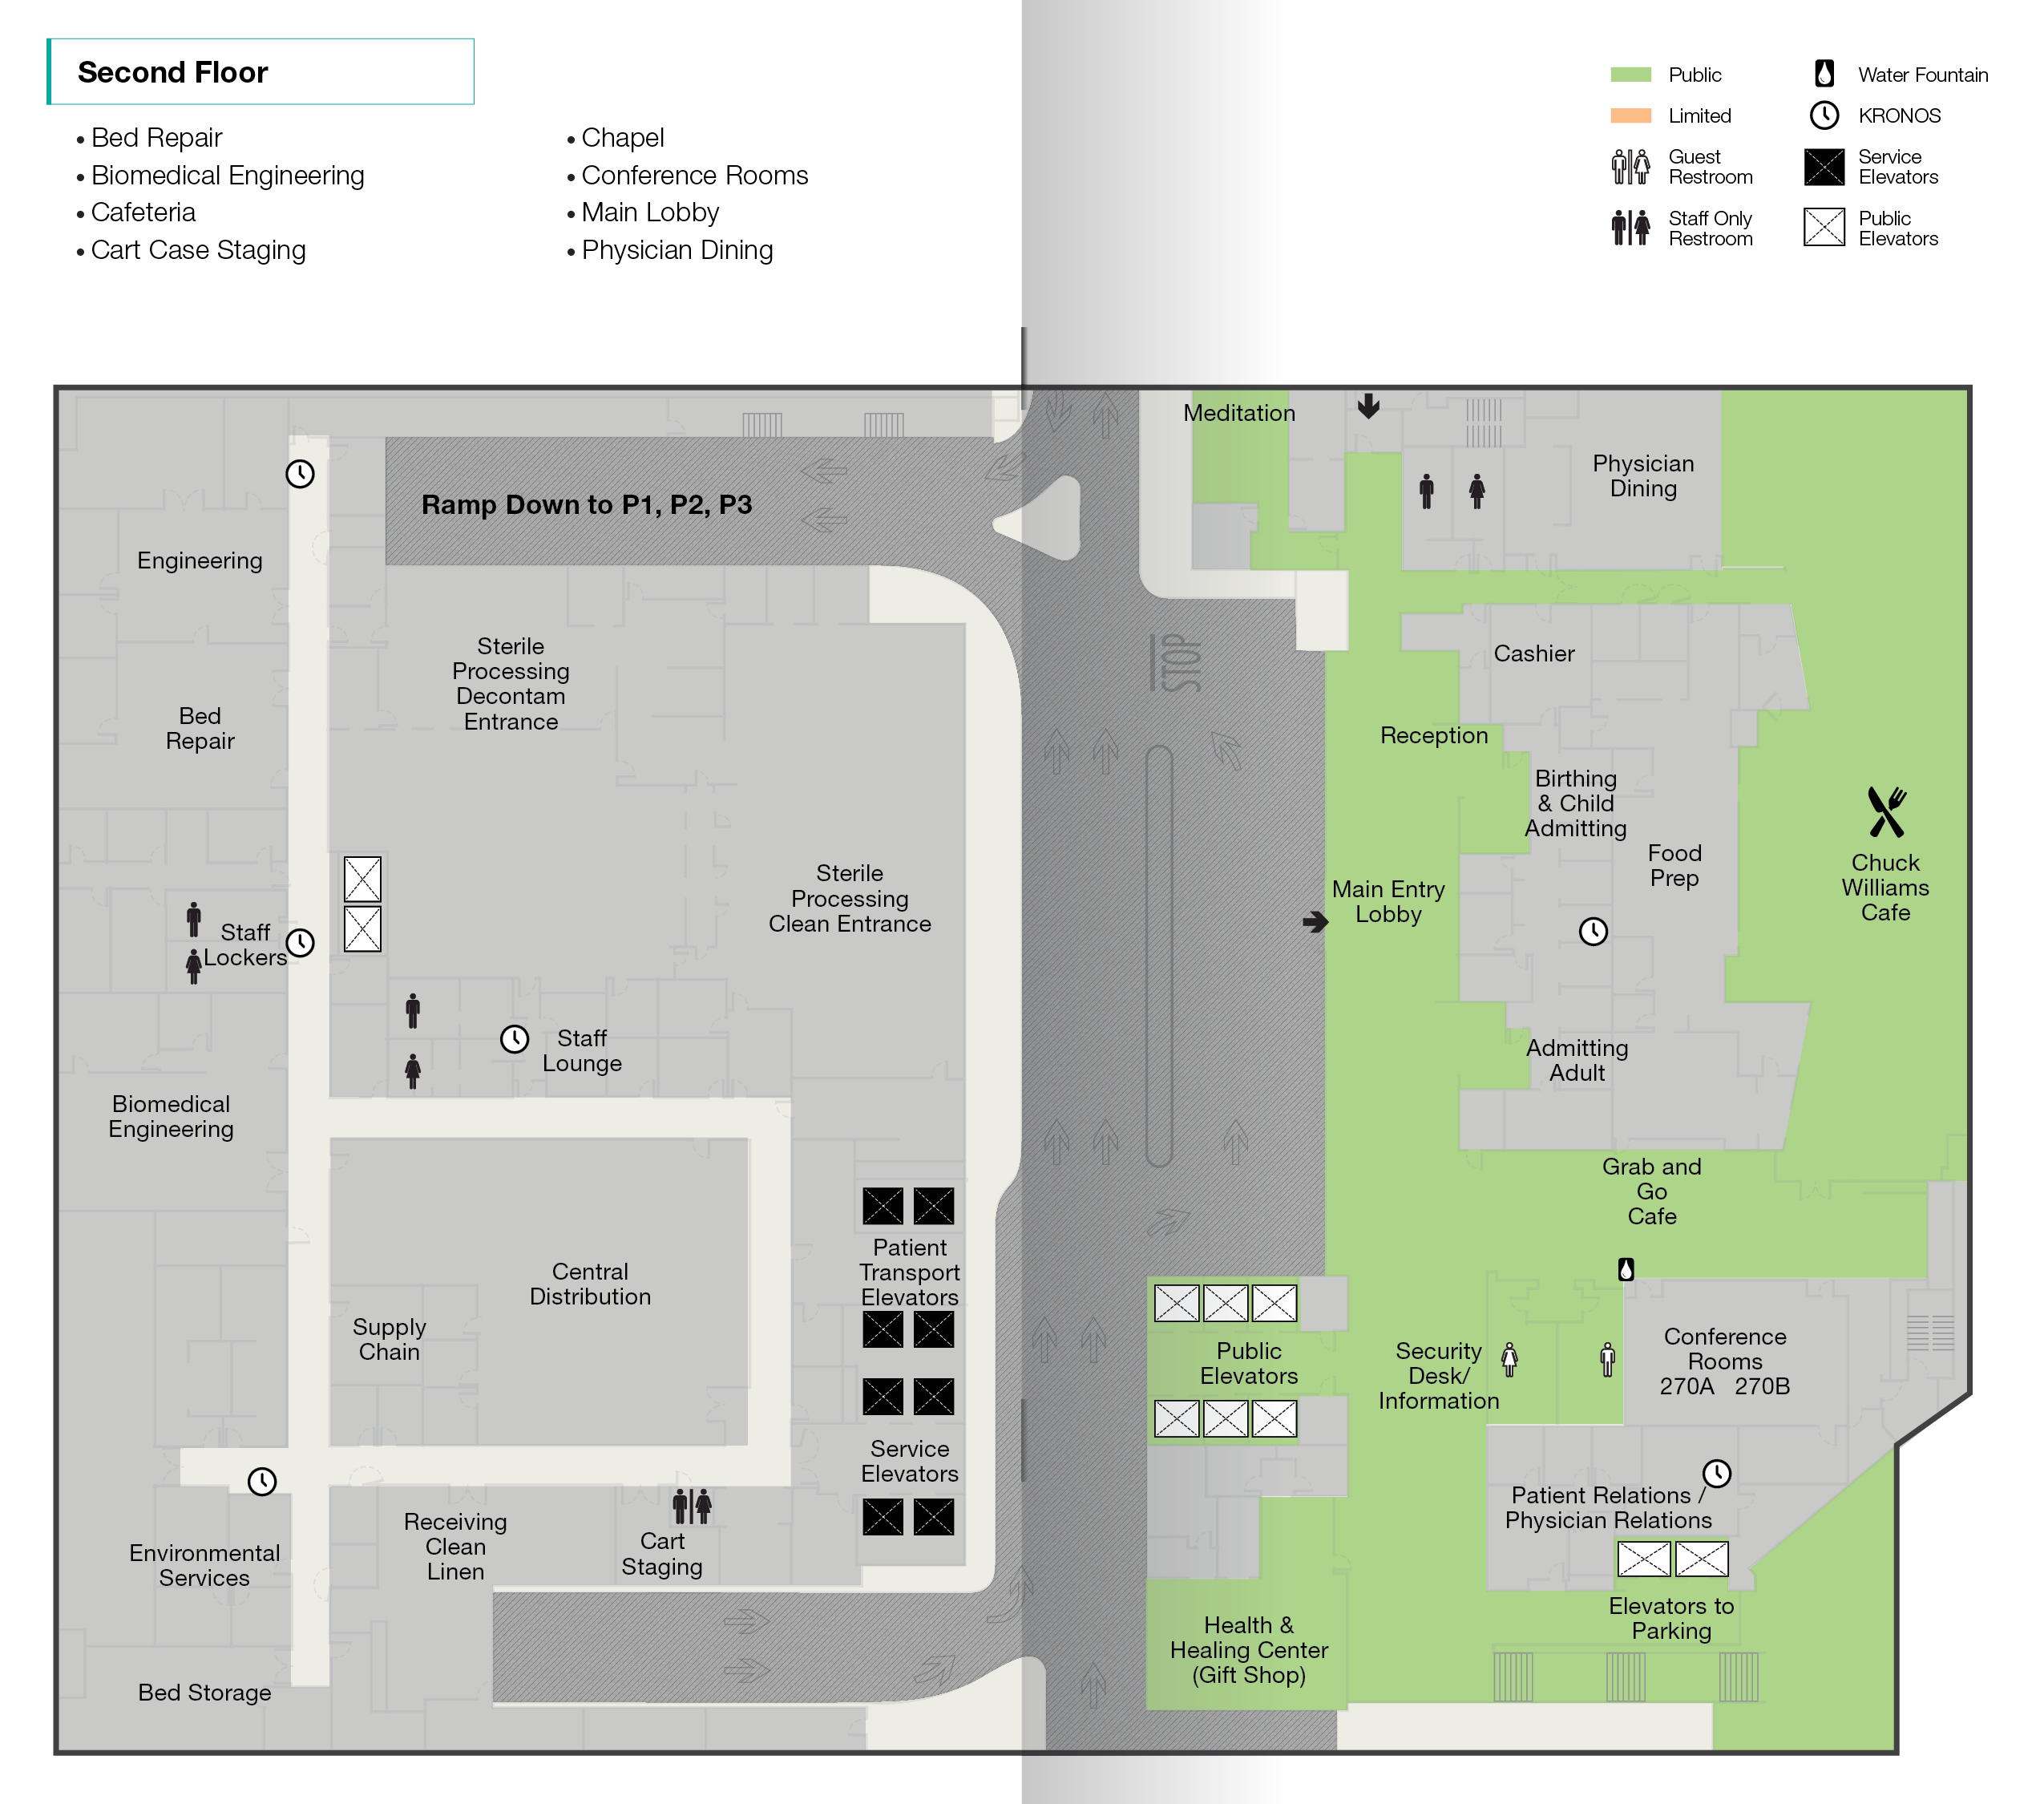 Second Floor
• Bed Repair
• Biomedical Engineering
• Cafeteria
• Cart Case Staging
• Chapel
• Conference Rooms
• Main Lobby
• Physician Dining
Public
Limited
Guest
Restroom
Staff Only
Restroom
Water Fountain
KRONOS
Service
Elevators
Public
Elevators
Meditation
Physician
Dining
Ramp Down to P1, P2, P3
Engineering
Sterile
Processing
Decontam
Entrance
STOP
Cashier
Bed
Repair
Reception
Birthing
& Child
Admitting
Food
Prep
Chuck
Williams
Cafe
Sterile
Processing
Clean Entrance
Main Entry
Lobby
Staff
Lockers
Staff
Lounge
Admitting
Adult
Biomedical
Engineering
Grab and
Go
Cafe
Patient
Transport
Elevators
Central
Distribution
Supply
Chain
Public
Elevators
Security
Desk/
Information
Conference
Rooms
270A 270B
Service
Elevators
Patient Relations /
Physician Relations
Receiving
Clean
Linen
Cart
Staging
Environmental
Services
Elevators to
Parking
Health &
Healing Center
(Gift Shop)
Bed Storage